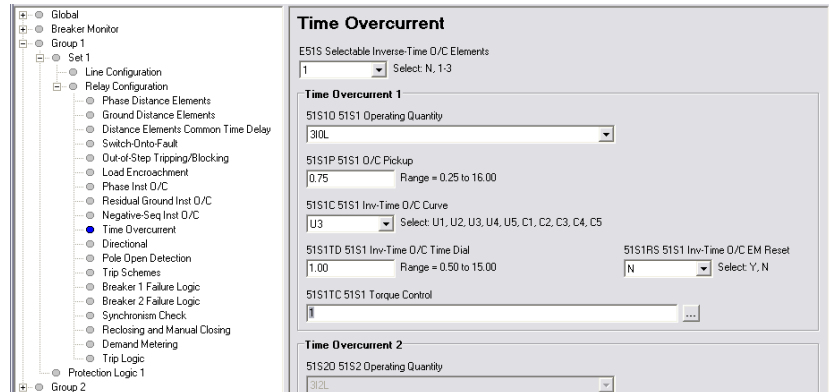 Global
Breaker Monitor
Group 1
Set 1
Line Configuration
Relay Configuration
Phase Distance Elements
Ground Distance Elements
Distance Elements Common Time Delay
Switch-Onto-Fault
Out-of-Step Tripping/Blocking
Load Encroachment
Phase Inst O/C
Residual Ground Inst O/C
Negative-Seq Inst O/C
Time Overcurrent
Directional
Pole Open Detection
Trip Schemes
Breaker 1 Failure Logic
Breaker 2 Failure Logic
Synchronism Check
Reclosing and Manual Closing
Demand Metering
Trip Logic
Protection Logic 1
Group 2
Time Overcurrent
E51S Selectable Inverse-Time O/C Elements
1 Select: N, 1-3
Time Overcurrent 1
51S1O 51S1 Operating Quantity
3I0L
51S1P 51S1 O/C Pickup
0.75 Range = 0.25 to 16.00
51S1C 51S1 Inv-Time O/C Curve
U3 Select: U1, U2, U3, U4, U5, C1, C2, C3, C4, C5
51S1TD 51S1 Inv-Time O/C Time Dial 51S1RS 51S1 Inv-Time O/C EM Reset
1.00 Range = 0.50 to 15.00 N Select: Y, N
51S1TC 51S1 Torque Control
1 ...
Time Overcurrent 2
51S2O 51S2 Operating Quantity
3I2L